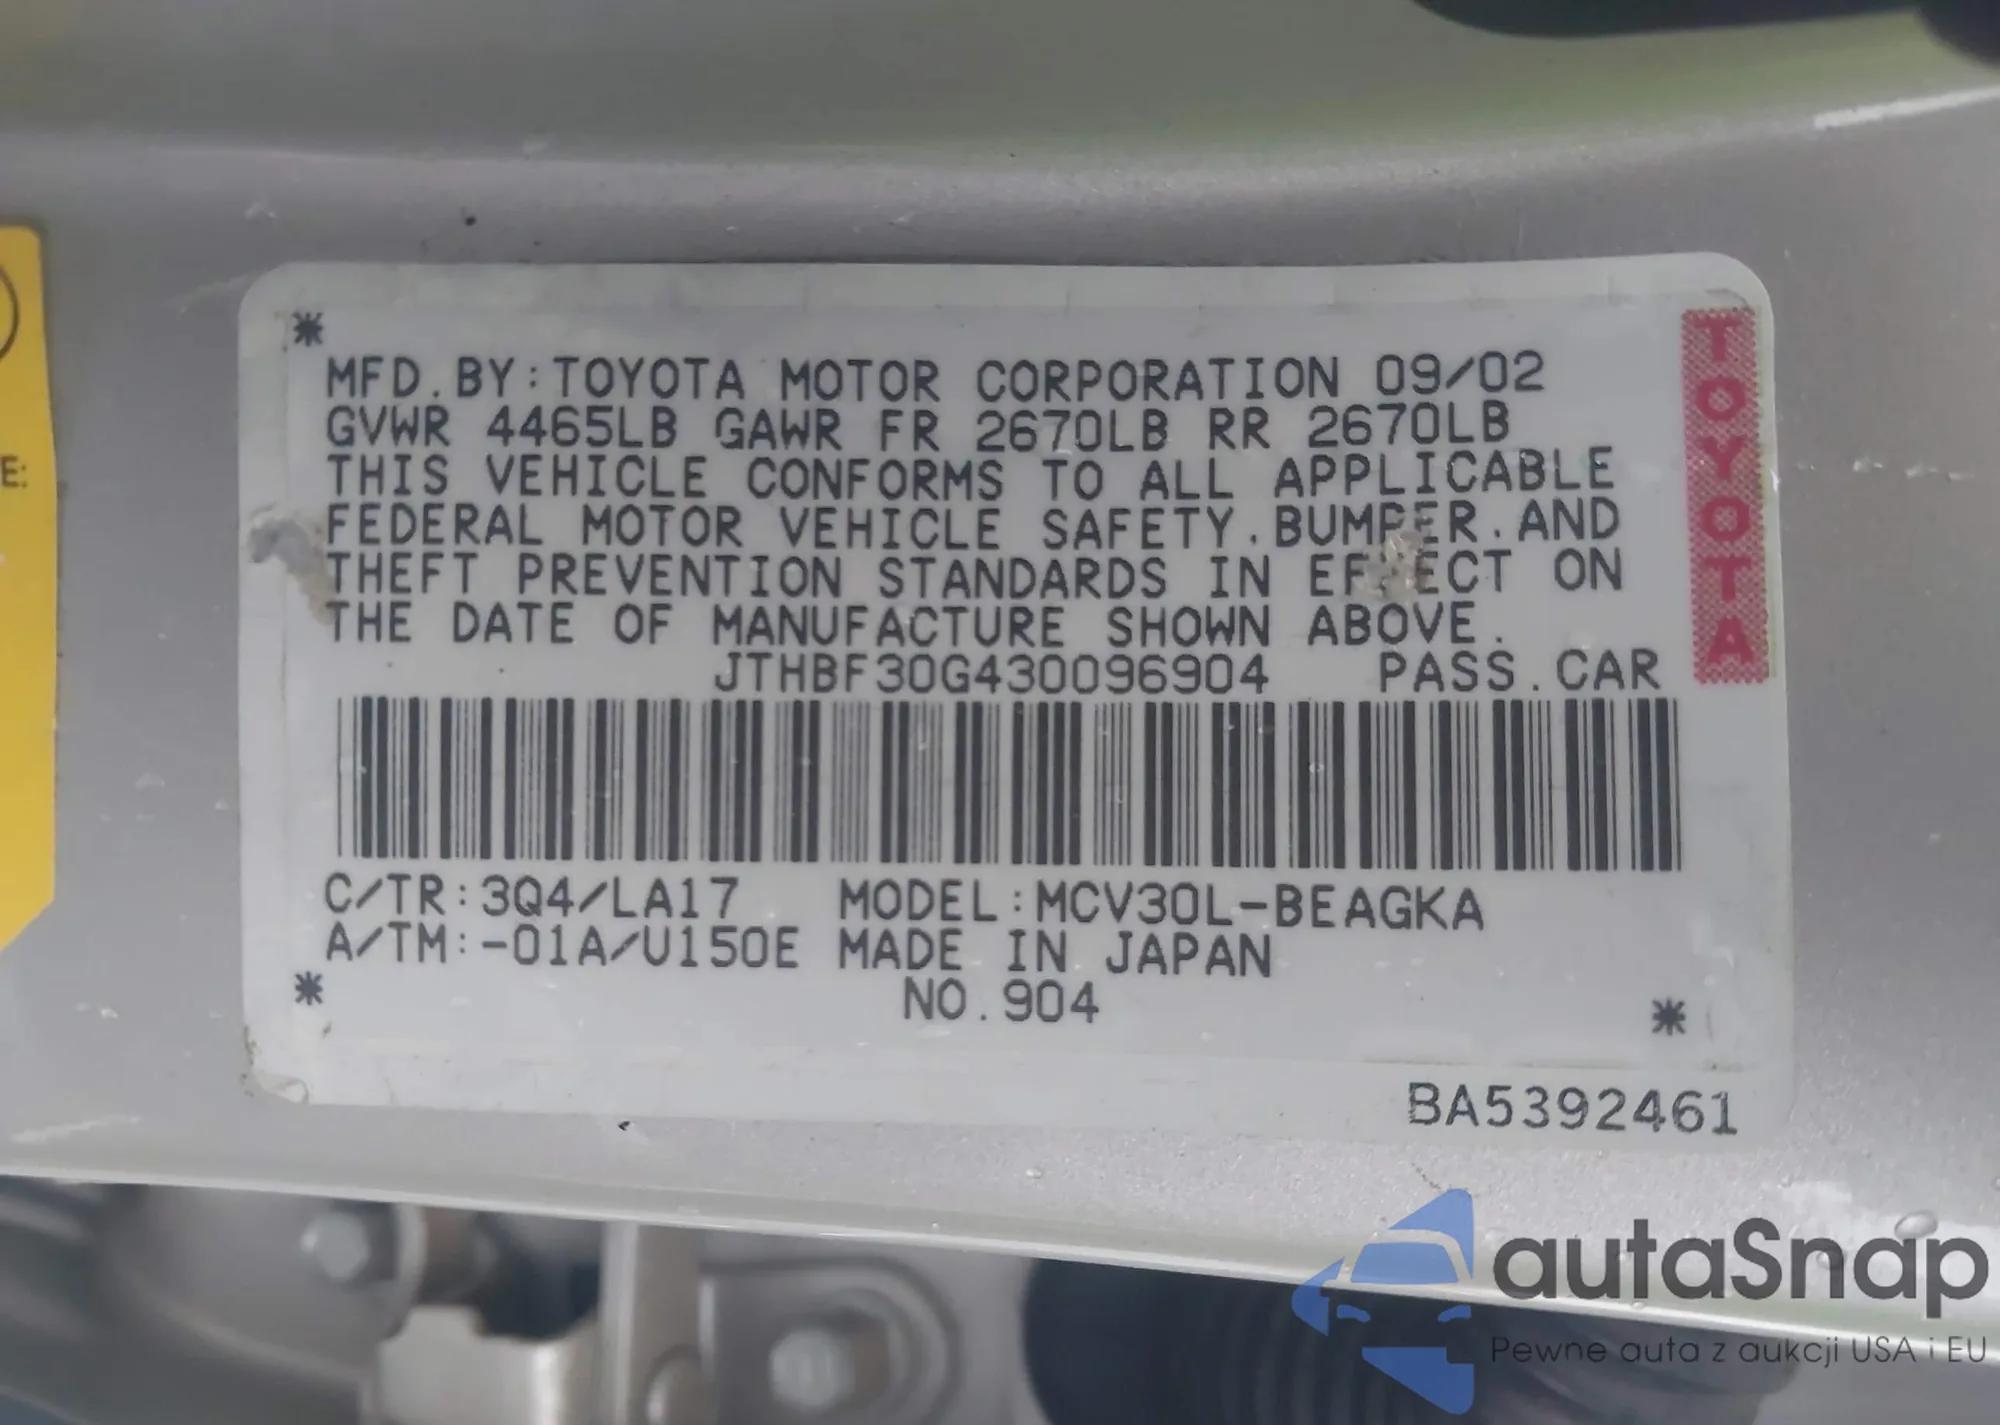 *
MFD. BY: TOYOTA MOTOR CORPORATION 09/02
GVWR 4465LB GAWR FR 2670LB RR 2670LB
THIS VEHICLE CONFORMS TO ALL APPLICABLE
FEDERAL MOTOR VEHICLE SAFETY. BUMPER. AND
THEFT PREVENTION STANDARDS IN EFFECT ON
THE DATE OF MANUFACTURE SHOWN ABOVE.
JTHBF30G430096904 PASS. CAR
C/TR: 3Q4/LA17 MODEL: MCV30L-BEAGKA
A/TM: -01A/U150E MADE IN JAPAN
* NO. 904 *
BA5392461
TOYOTA
E:
autaSnap
Pewne auta z aukcji USA i EU